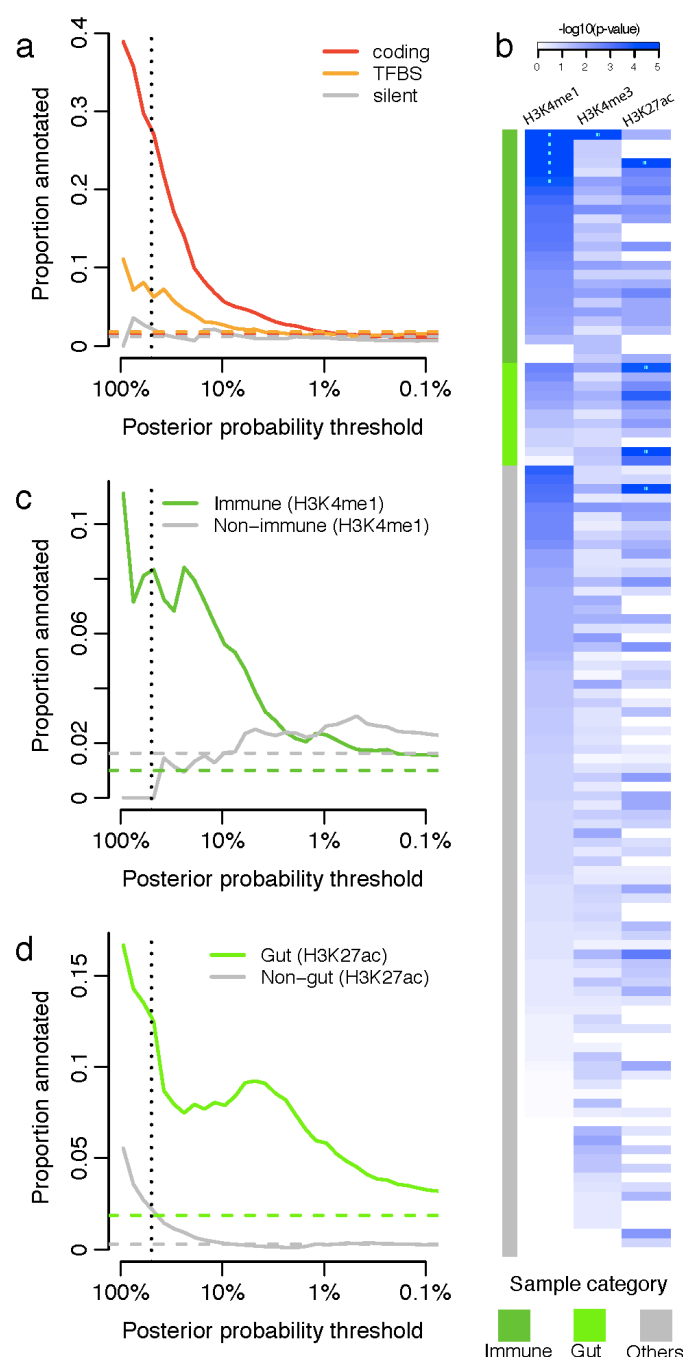 a
coding
TFBS
silent
Proportion annotated
0.4
0.3
0.2
0.1
0
100% 10% 1% 0.1%
Posterior probability threshold
b
-log10(p-value)
0 1 2 3 4 5
H3K4me1 H3K4me3 H3K27ac
c
Immune (H3K4me1)
Non-immune (H3K4me1)
Proportion annotated
0.1
0.06
0.02
0
100% 10% 1% 0.1%
Posterior probability threshold
d
Gut (H3K27ac)
Non-gut (H3K27ac)
Proportion annotated
0.15
0.1
0.05
0
100% 10% 1% 0.1%
Posterior probability threshold
Sample category
Immune Gut Others